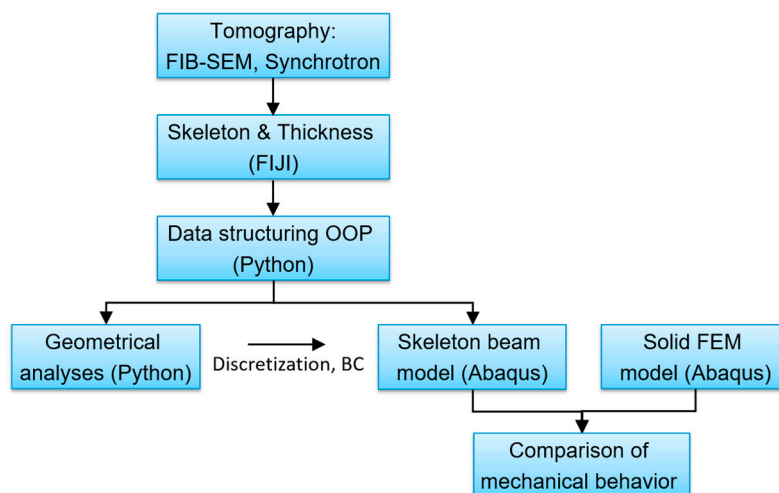 Tomography:
FIB-SEM, Synchrotron
Skeleton & Thickness
(FIJI)
Data structuring OOP
(Python)
Geometrical
analyses (Python)
Discretization, BC
Skeleton beam
model (Abaqus)
Solid FEM
model (Abaqus)
Comparison of
mechanical behavior